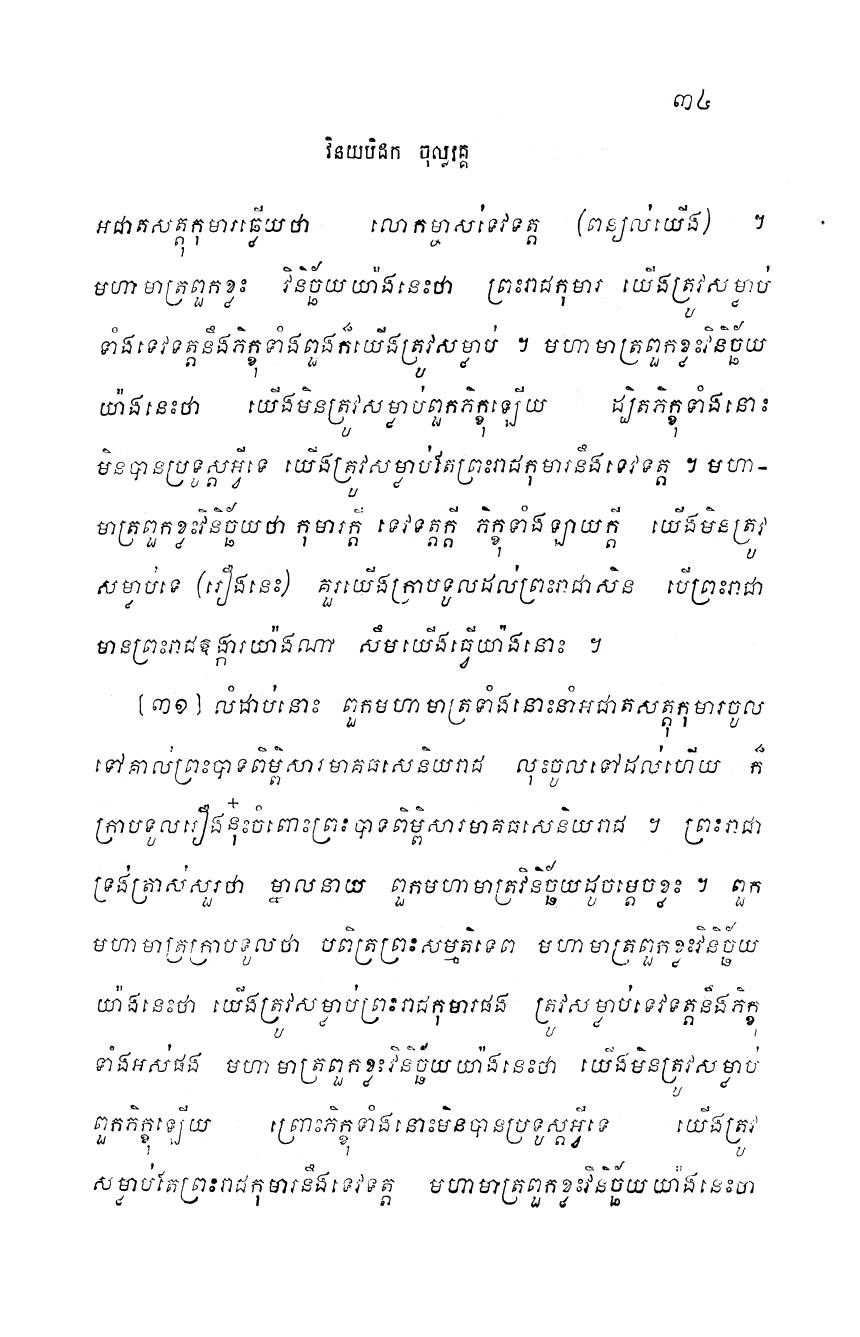 ៣៤
វិនយបិដក ចុល្លវគ្គ
អជាតសត្តុកុមារធ្លើយថា លោកម្ចាស់ទេវទត្ត (ពន្យល់យើង) ។
មហាមាត្រពួកខ្លះ វិនិច្ឆ័យយ៉ាងនេះថា ព្រះរាជកុមារ យើងត្រូវសម្លាប់
ទាំងទេវទត្តនឹងភិក្ខុទាំងពួងក៏យើងត្រូវសម្លាប់ ។ មហាមាត្រពួកខ្លះវិនិច្ឆ័យ
យ៉ាងនេះថា យើងមិនត្រូវសម្លាប់ពួកភិក្ខុឡើយ ដ្បិតភិក្ខុទាំងនោះ
មិនបានប្រទូស្តអ្វីទេ យើងត្រូវសម្លាប់តែព្រះរាជកុមារនឹងទេវទត្ត ។ មហា-
មាត្រពួកខ្លះវិនិច្ឆ័យថា កុមារក្តី ទេវទត្តក្តី ភិក្ខុទាំងឡាយក្តី យើងមិនត្រូវ
សម្លាប់ទេ (រឿងនេះ) គួរយើងក្រាបទូលដល់ព្រះរាជាសិន បើព្រះរាជា
មានព្រះរាជឱង្ការយ៉ាងណា សឹមយើងធ្វើយ៉ាងនោះ ។
[៣១] លំដាប់នោះ ពួកមហាមាត្រទាំងនោះនាំអជាតសត្តុកុមារចូល
ទៅគាល់ព្រះបាទពិម្ពិសារមាគធសេនិយរាជ លុះចូលទៅដល់ហើយ ក៏
ក្រាបទូលរឿងនុ៎ះចំពោះព្រះបាទពិម្ពិសារមាគធសេនិយរាជ ។ ព្រះរាជា
ទ្រង់ត្រាស់សួរថា ម្នាលនាយ ពួកមហាមាត្រវិនិច្ឆ័យដូចម្តេចខ្លះ ។ ពួក
មហាមាត្រក្រាបទូលថា បពិត្រព្រះសម្មតិទេព មហាមាត្រពួកខ្លះវិនិច្ឆ័យ
យ៉ាងនេះថា យើងត្រូវសម្លាប់ព្រះរាជកុមារផង ត្រូវសម្លាប់ទេវទត្តនឹងភិក្ខុ
ទាំងអស់ផង មហាមាត្រពួកខ្លះវិនិច្ឆ័យយ៉ាងនេះថា យើងមិនត្រូវសម្លាប់
ពួកភិក្ខុឡើយ ព្រោះភិក្ខុទាំងនោះមិនបានប្រទូស្តអ្វីទេ យើងត្រូវ
សម្លាប់តែព្រះរាជកុមារនឹងទេវទត្ត មហាមាត្រពួកខ្លះវិនិច្ឆ័យយ៉ាងនេះថា